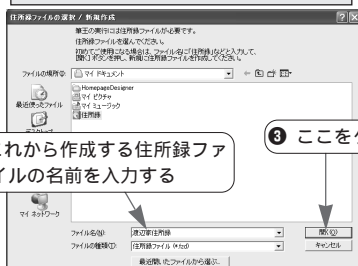 住所録ファイルの選択 / 新規作成
筆王の実行には住所録ファイルが必要です。
住所録ファイルを選んでください。
初めてご使用になる場合は、ファイル名に「住所録」などと入力して、
「開く」ボタンを押し、新規に住所録ファイルを作成してください。
ファイルの場所(I):
マイ ドキュメント
最近使ったファイル
HomepageDesigner
マイ ピクチャ
マイ ミュージック
住所録
デスクトップ
これから作成する住所録ファ
イルの名前を入力する
❸ ここを
マイ ネットワーク
ファイル名(N):
渡辺家住所録
開く(O)
ファイルの種類(T):
住所録ファイル
キャンセル
最近開いたファイルから選ぶ...